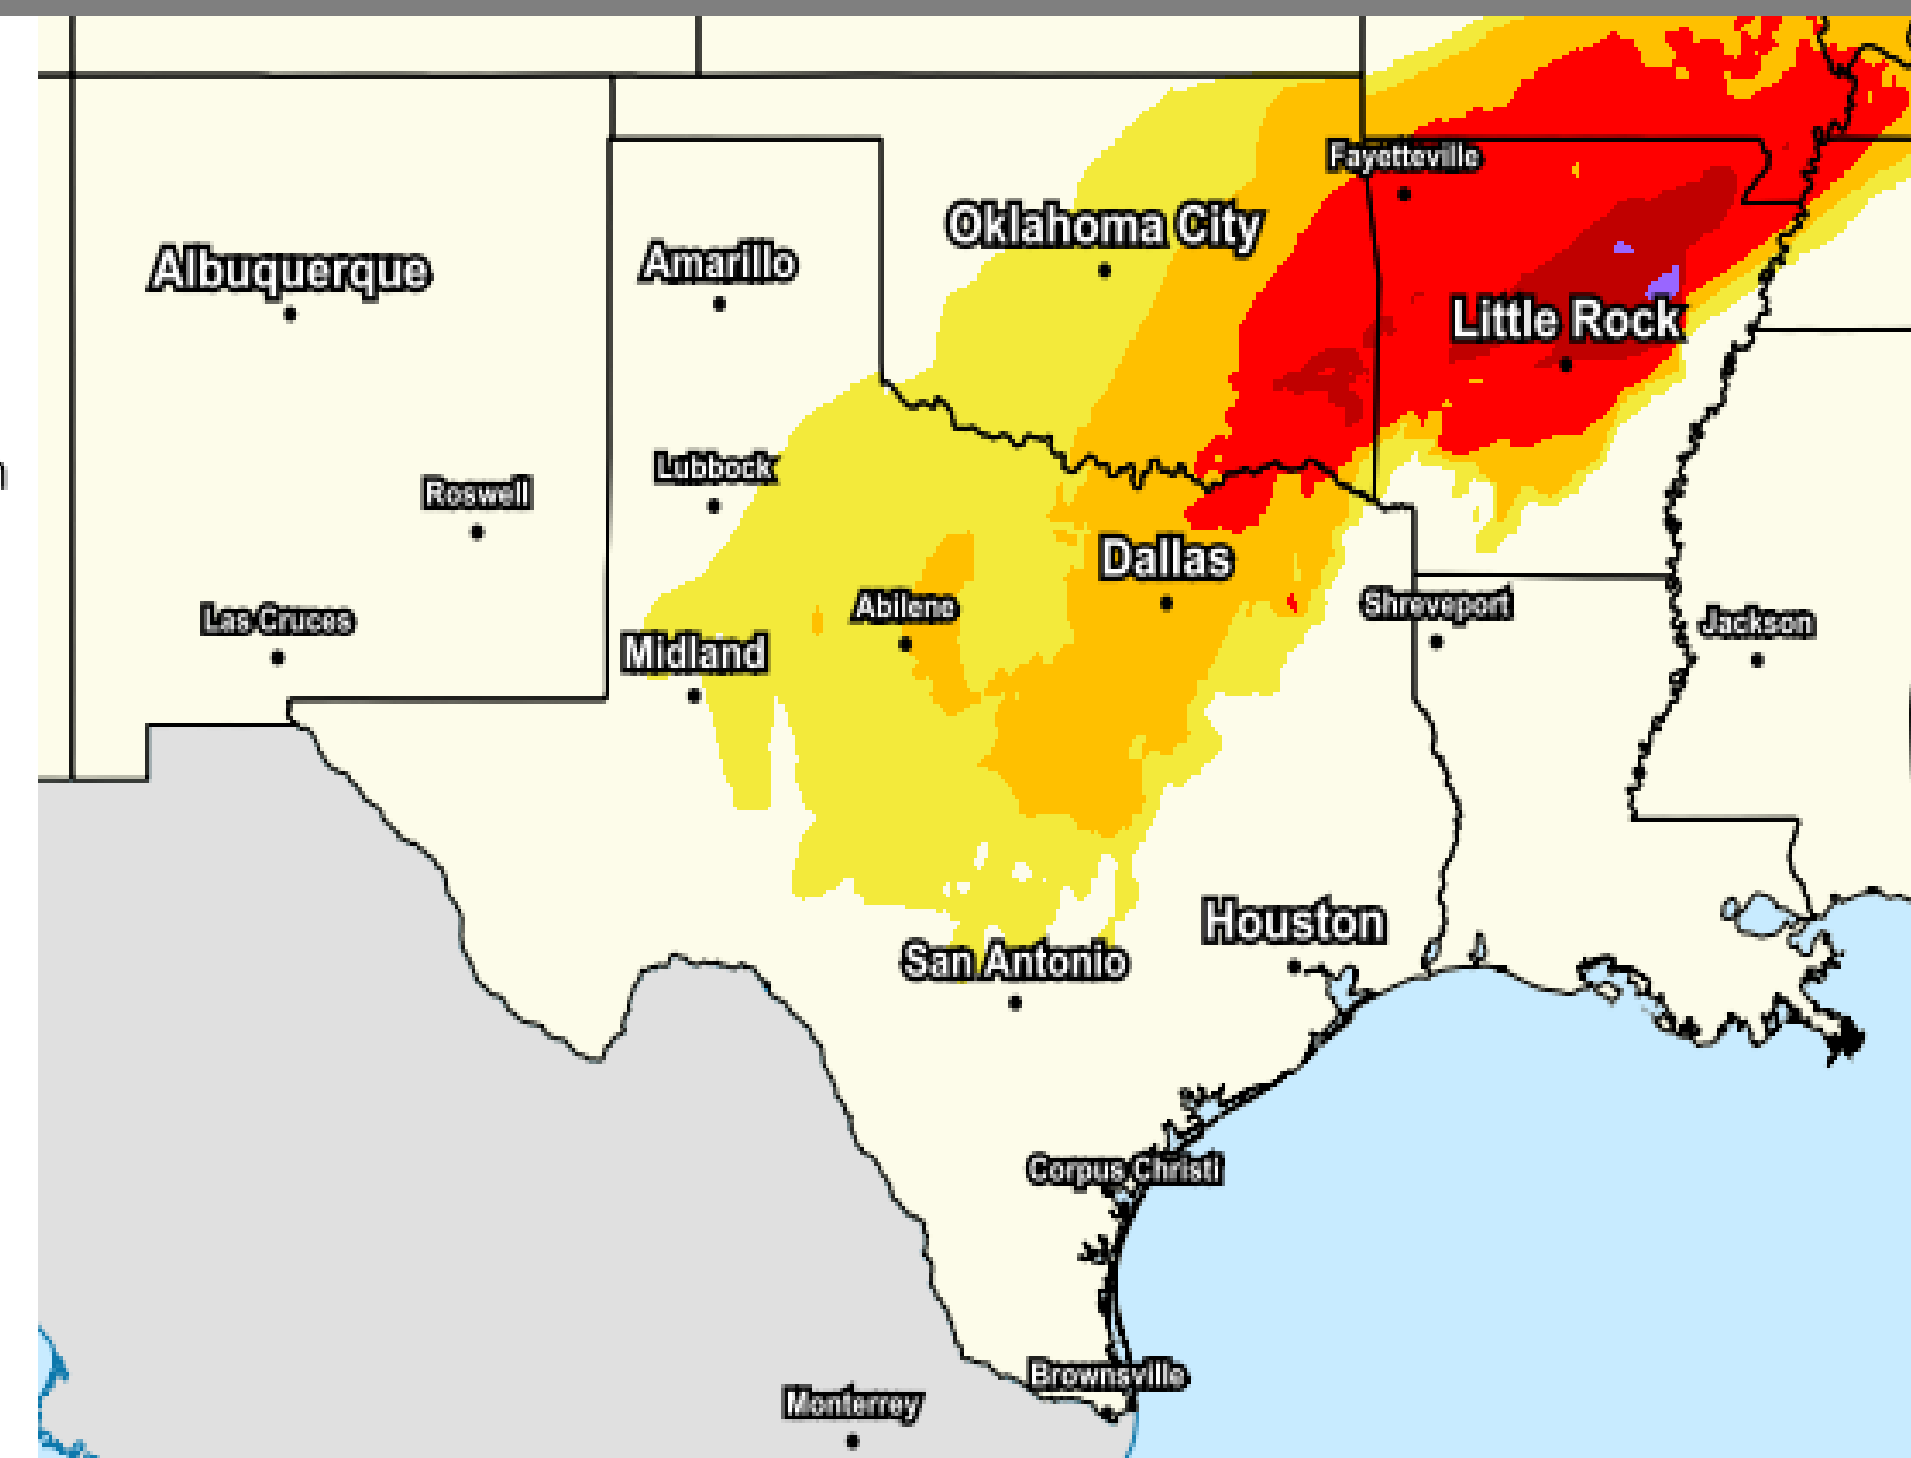 Fayetteville
Oklahoma City
Albuquerque
Amarillo
Little Rock
Lubbock
Roswell
Dallas
Abilene
Shreveport
Las Cruces
Jackson
Midland
Houston
San Antonio
Corpus Christi
Brownsville
Monterrey